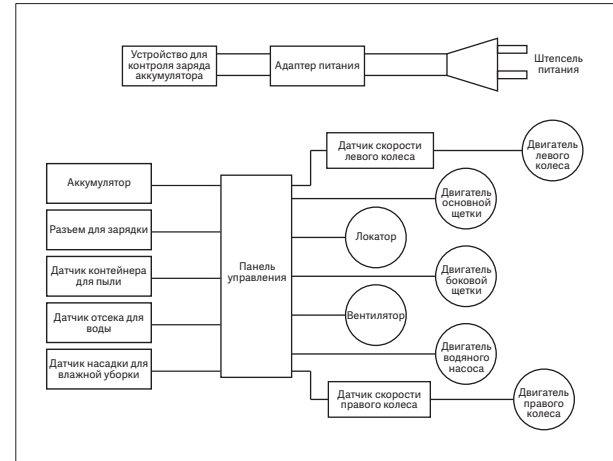 Устройство для
контроля заряда
аккумулятора
Адаптер питания
Штепсель
питания
Датчик скорости
левого колеса
Двигатель
левого колеса
Аккумулятор
Двигатель
основной
щетки
Разъем для зарядки
Локатор
Панель
управления
Датчик контейнера
для пыли
Двигатель
боковой
щетки
Датчик отсека для
воды
Вентилятор
Двигатель
водяного
насоса
Датчик насадки для
влажной уборки
Датчик скорости
правого колеса
Двигатель
правого
колеса